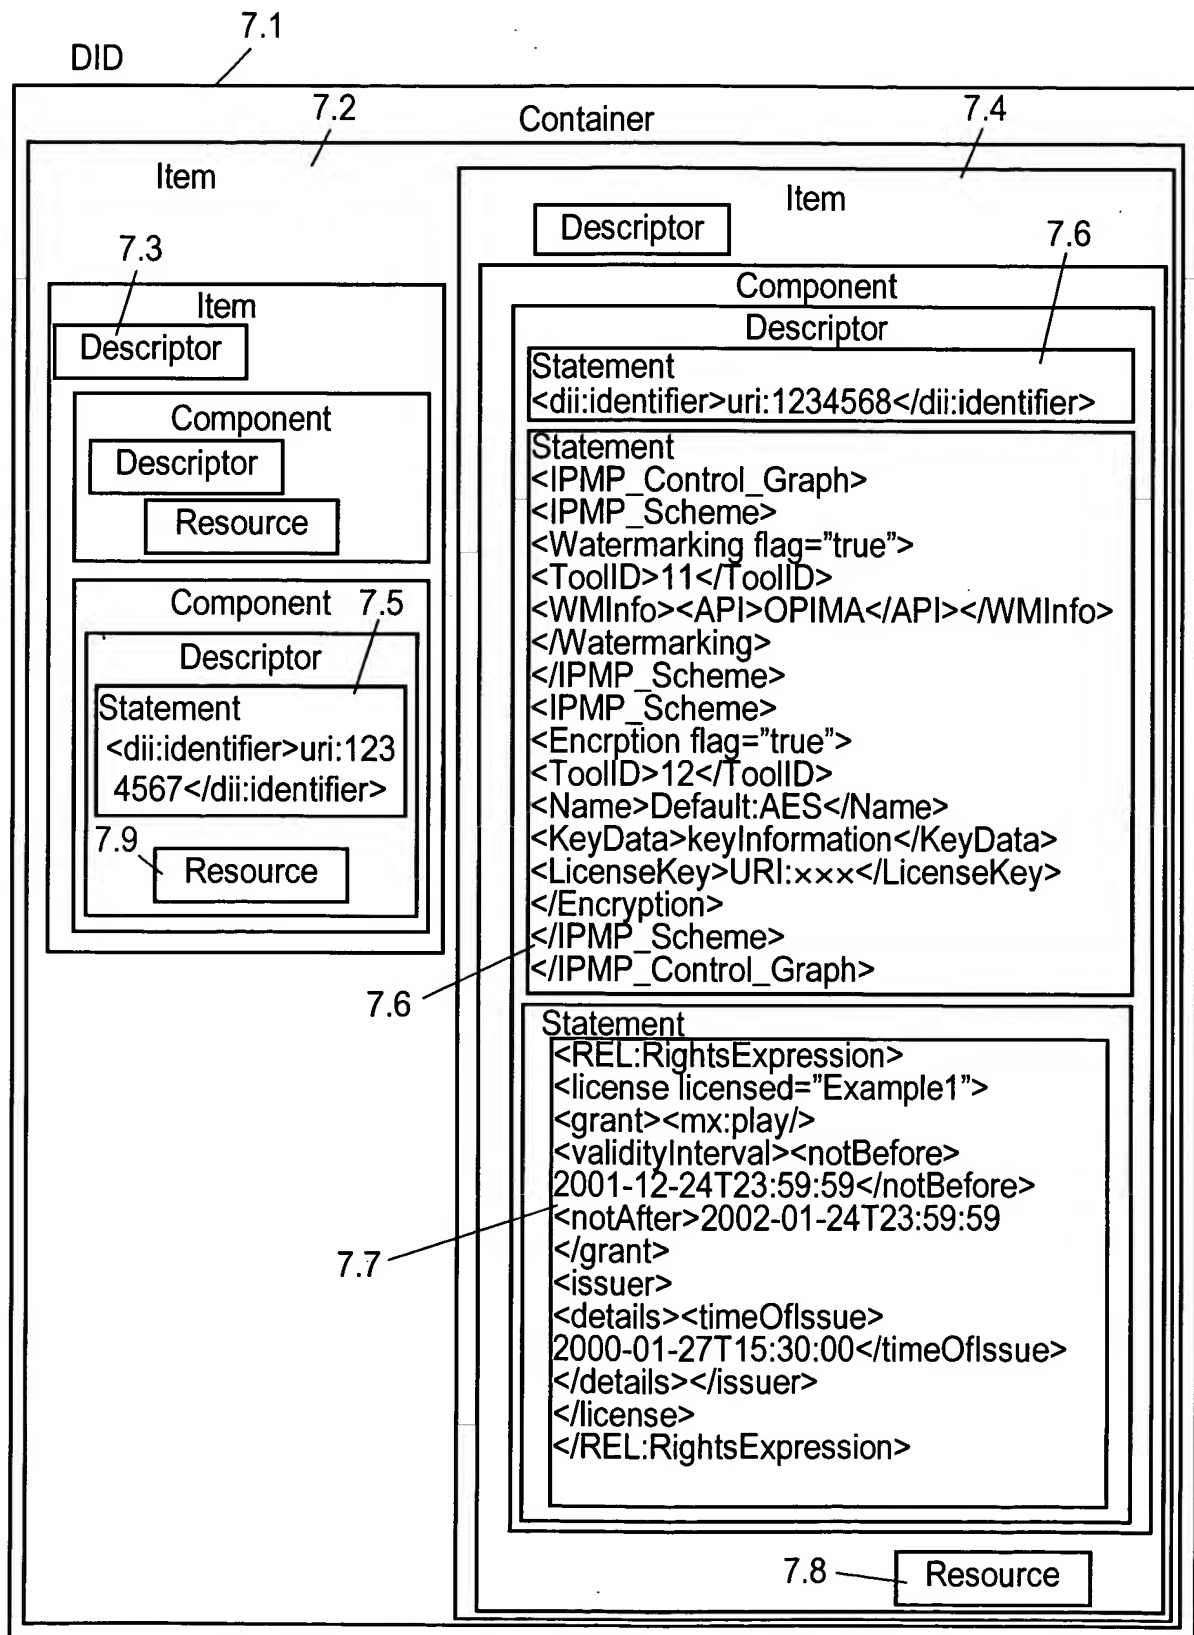 7.1
DID
7.2
Container
7.4
Item
Item
Descriptor
7.3
7.6
Item
Descriptor
Component
Descriptor
Resource
Component
7.5
Descriptor
Statement
<dii:identifier>uri:123
4567</dii:identifier>
7.9
Resource
Component
Descriptor
Statement
<dii:identifier>uri:1234568</dii:identifier>
Statement
<IPMP_Control_Graph>
<IPMP_Scheme>
<Watermarking flag="true">
<ToolID>11</ToolID>
<WMInfo><API>OPIMA</API></WMInfo>
</Watermarking>
</IPMP_Scheme>
<IPMP_Scheme>
<Encrption flag="true">
<ToolID>12</ToolID>
<Name>Default:AES</Name>
<KeyData>keyInformation</KeyData>
<LicenseKey>URI:×××</LicenseKey>
</Encryption>
</IPMP_Scheme>
</IPMP_Control_Graph>
7.6
Statement
<REL:RightsExpression>
<license licensed="Example1">
<grant><mx:play/>
<validityInterval><notBefore>
2001-12-24T23:59:59</notBefore>
<notAfter>2002-01-24T23:59:59
</grant>
7.7
<issuer>
<details><timeOfIssue>
2000-01-27T15:30:00</timeOfIssue>
</details></issuer>
</license>
</REL:RightsExpression>
7.8
Resource